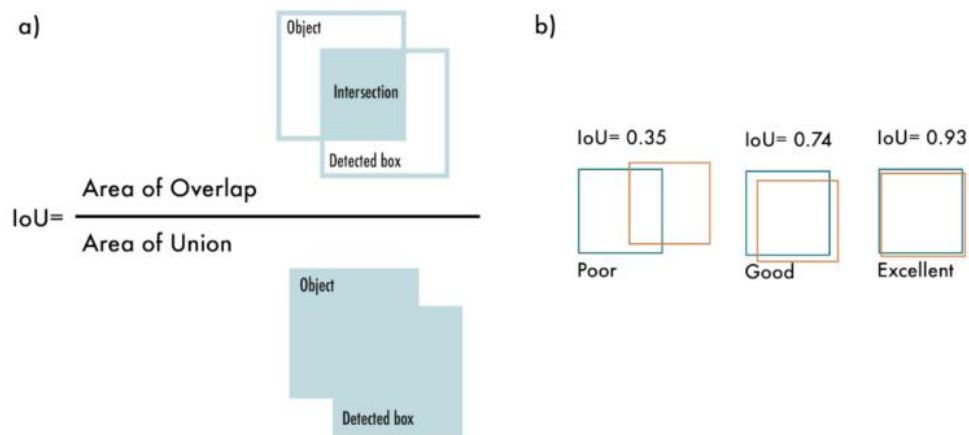 a)
Object
Intersection
Detected box
IoU=
Area of Overlap
Area of Union
Object
Detected box
b)
IoU= 0.35
IoU= 0.74
IoU= 0.93
Poor
Good
Excellent